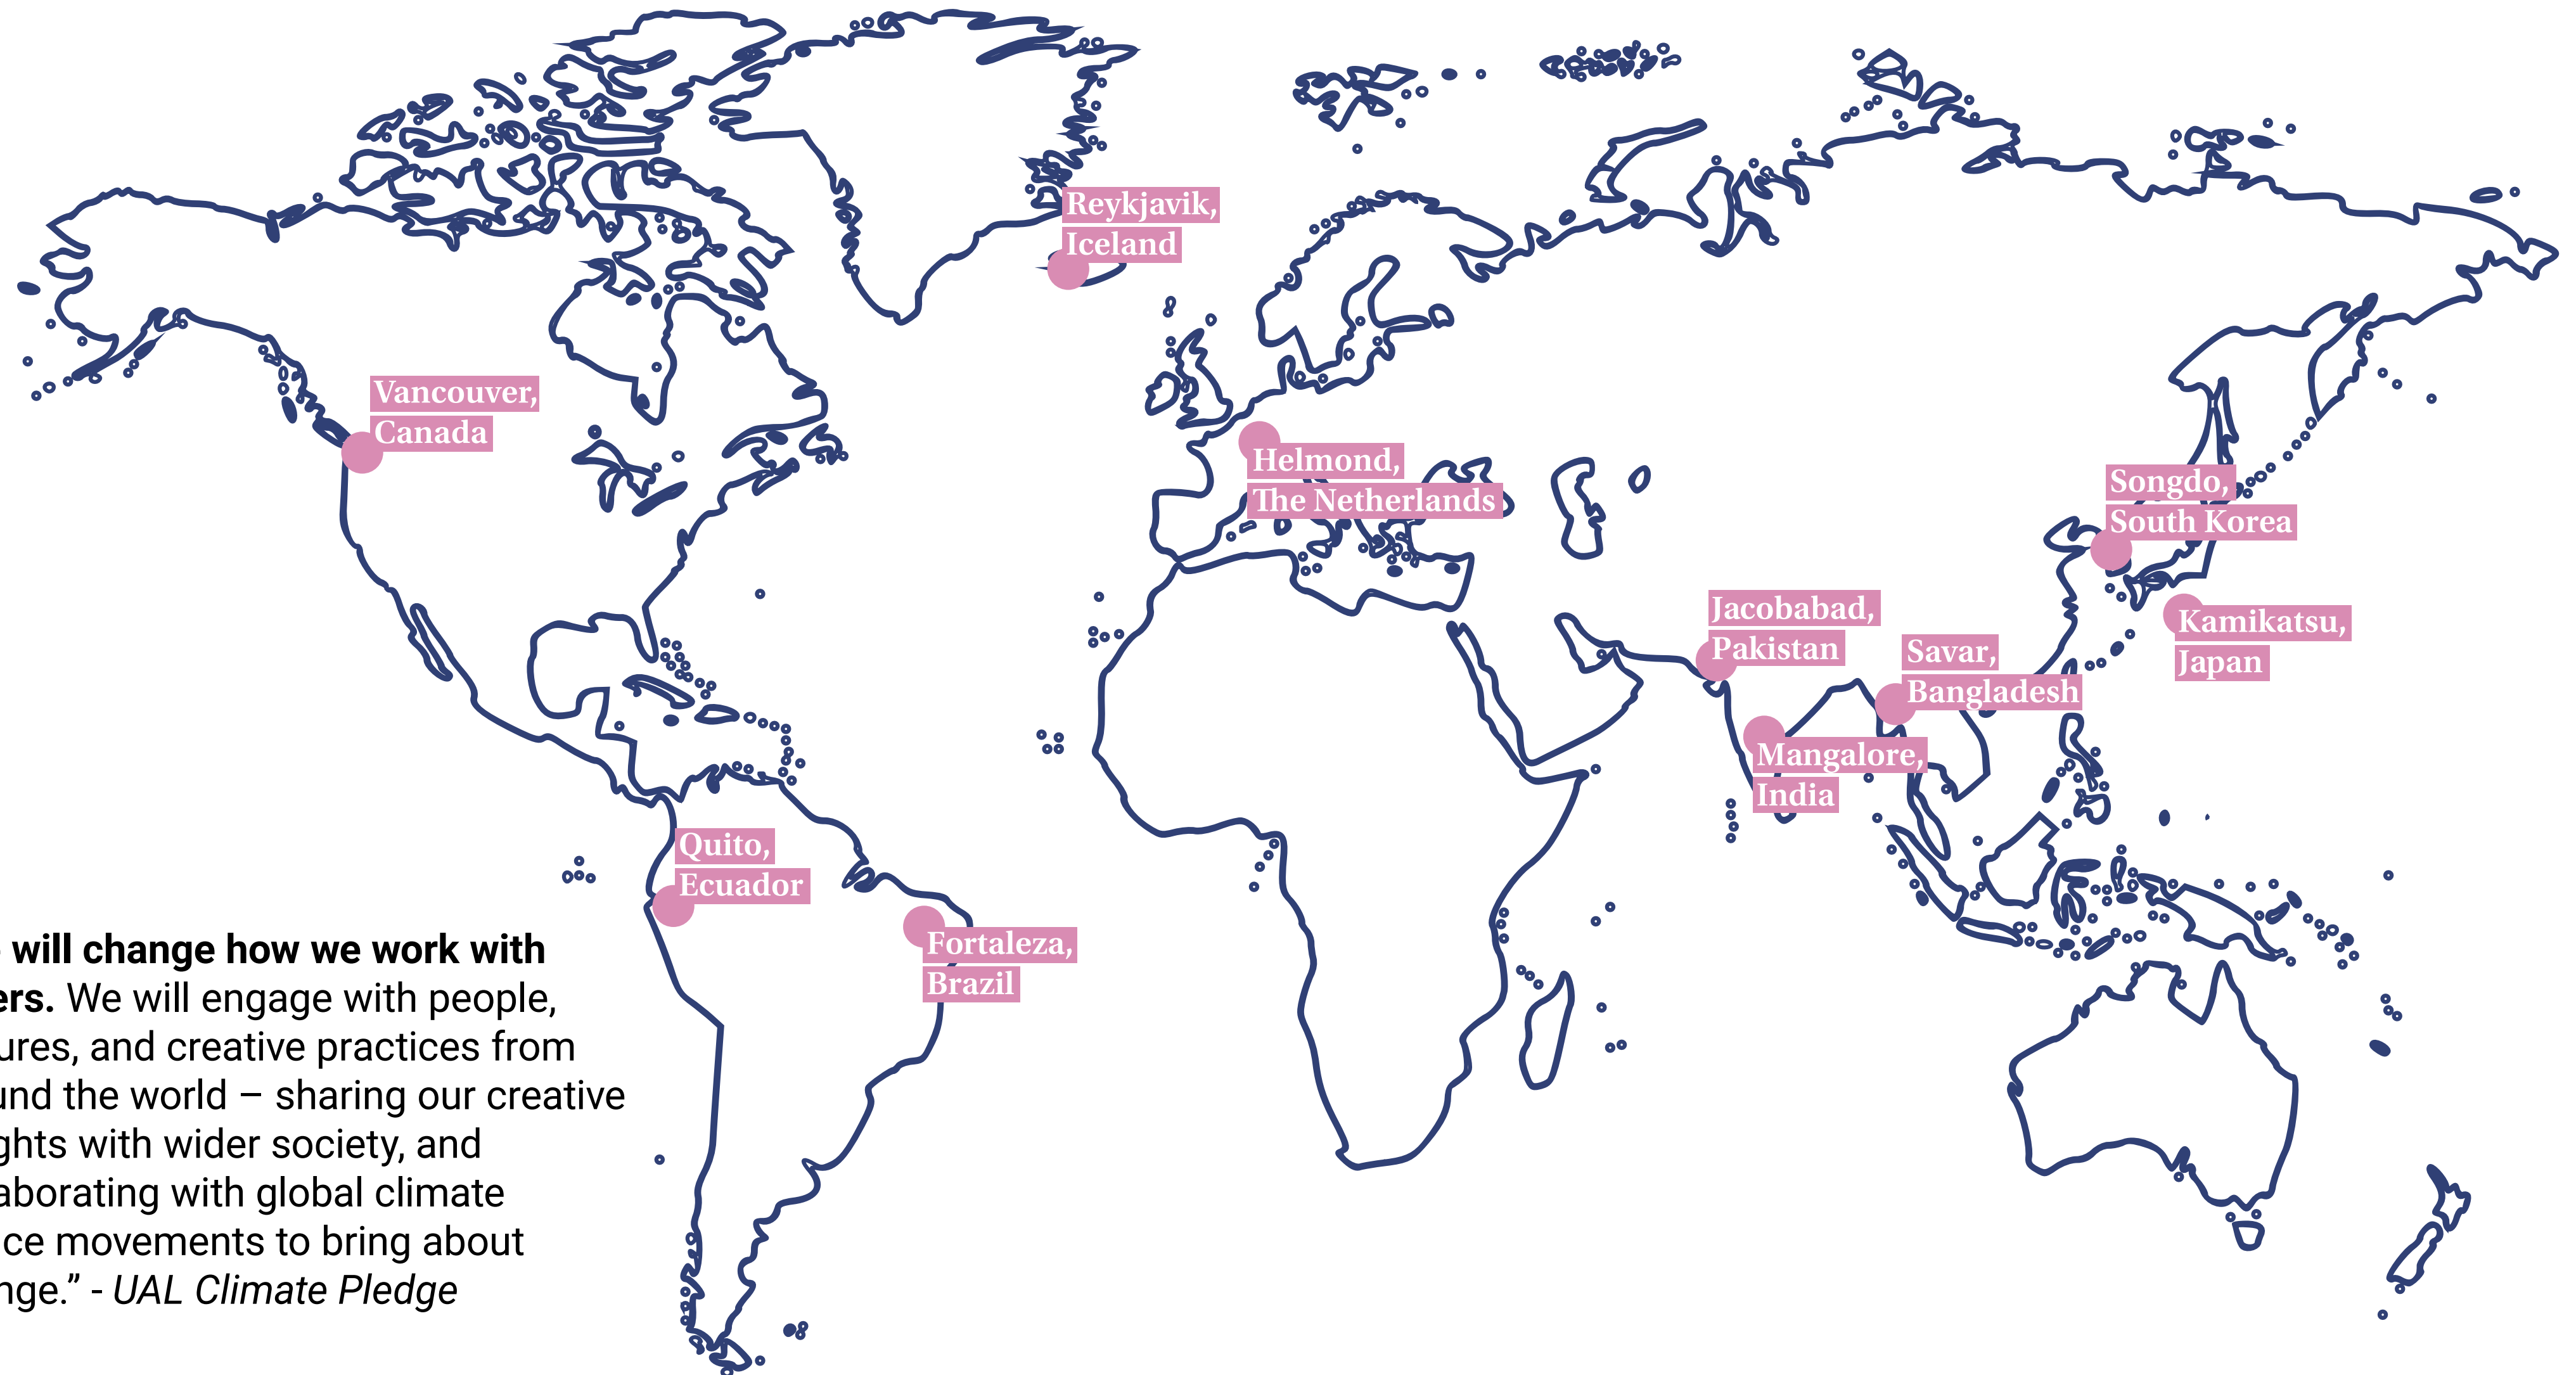 Reykjavik,
Iceland
Vancouver,
Canada
Helmond,
The Netherlands
Songdo,
South Korea
Jacobabad,
Pakistan
Kamikatsu,
Japan
Savar,
Bangladesh
Mangalore,
India
Quito,
Ecuador
Fortaleza,
Brazil
will change how we work with
ers. We will engage with people,
ures, and creative practices from
und the world – sharing our creative
ghts with wider society, and
aborating with global climate
ice movements to bring about
nge.” - UAL Climate Pledge